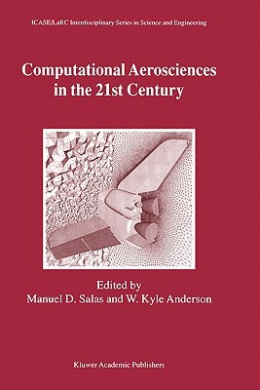 ICASE/LaRC Interdisciplinary Series in Science and Engineering
Computational Aerosciences
in the 21st Century
Edited by
Manuel D. Salas and W. Kyle Anderson
Kluwer Academic Publishers